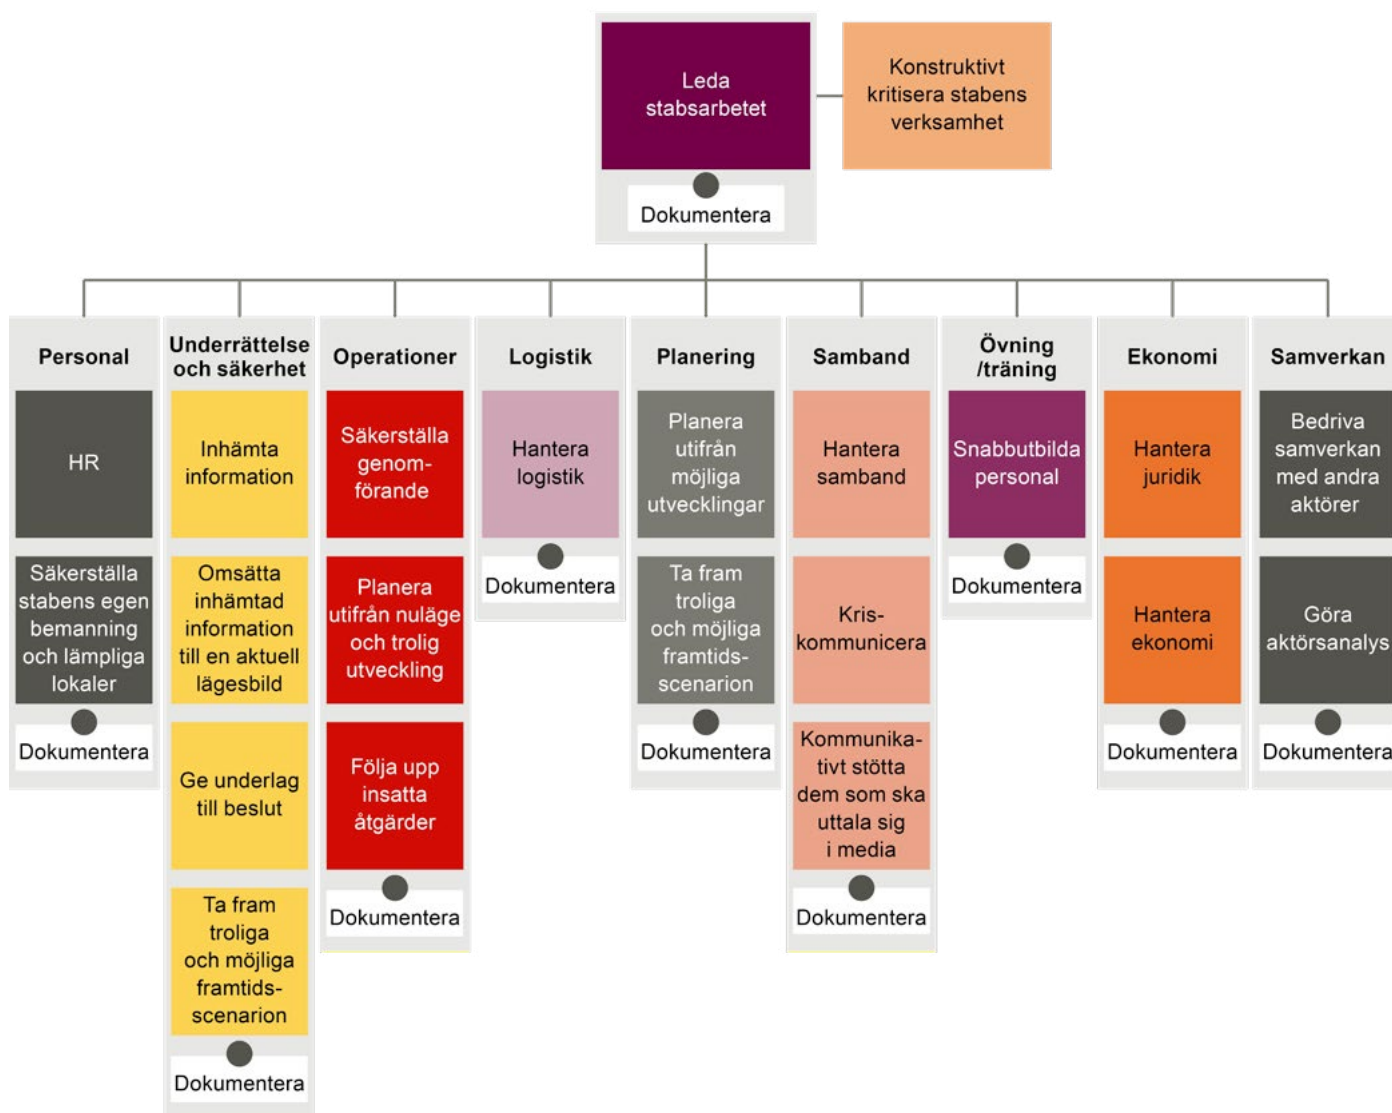 Leda
stabsarbetet
Dokumentera
Konstruktivt
kritisera stabens
verksamhet
Personal
HR
Säkerställa
stabens egen
bemanning
och lämpliga
lokaler
Dokumentera
Underrättelse
och säkerhet
Inhämta
information
Omsätta
inhämtad
information
till en aktuell
lägesbild
Ge underlag
till beslut
Ta fram
troliga
och möjliga
framtids-
scenarion
Dokumentera
Operationer
Säkerställa
genom-
förande
Planera
utifrån nuläge
och trolig
utveckling
Följa upp
insatta
åtgärder
Dokumentera
Logistik
Hantera
logistik
Dokumentera
Planering
Planera
utifrån
möjliga
utvecklingar
Ta fram
troliga
och möjliga
framtids-
scenarion
Dokumentera
Samband
Hantera
samband
Kris-
kommunicera
Kommunika-
tivt stötta
dem som ska
uttala sig
i media
Dokumentera
Övning
/träning
Snabbutbilda
personal
Dokumentera
Ekonomi
Hantera
juridik
Hantera
ekonomi
Dokumentera
Samverkan
Bedriva
samverkan
med andra
aktörer
Göra
aktörsanalys
Dokumentera